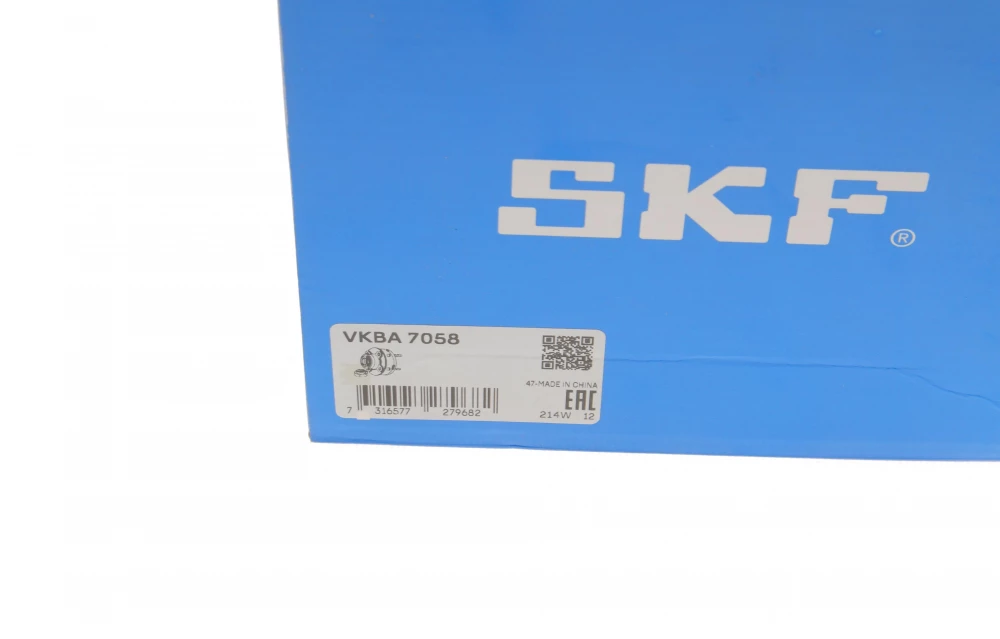 SKF®
VKBA 7058
47-MADE IN CHINA
EAC
7 316577 279682
214W 12